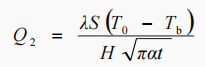 Q₂ = λS (T₀ − T_b) / H √παt